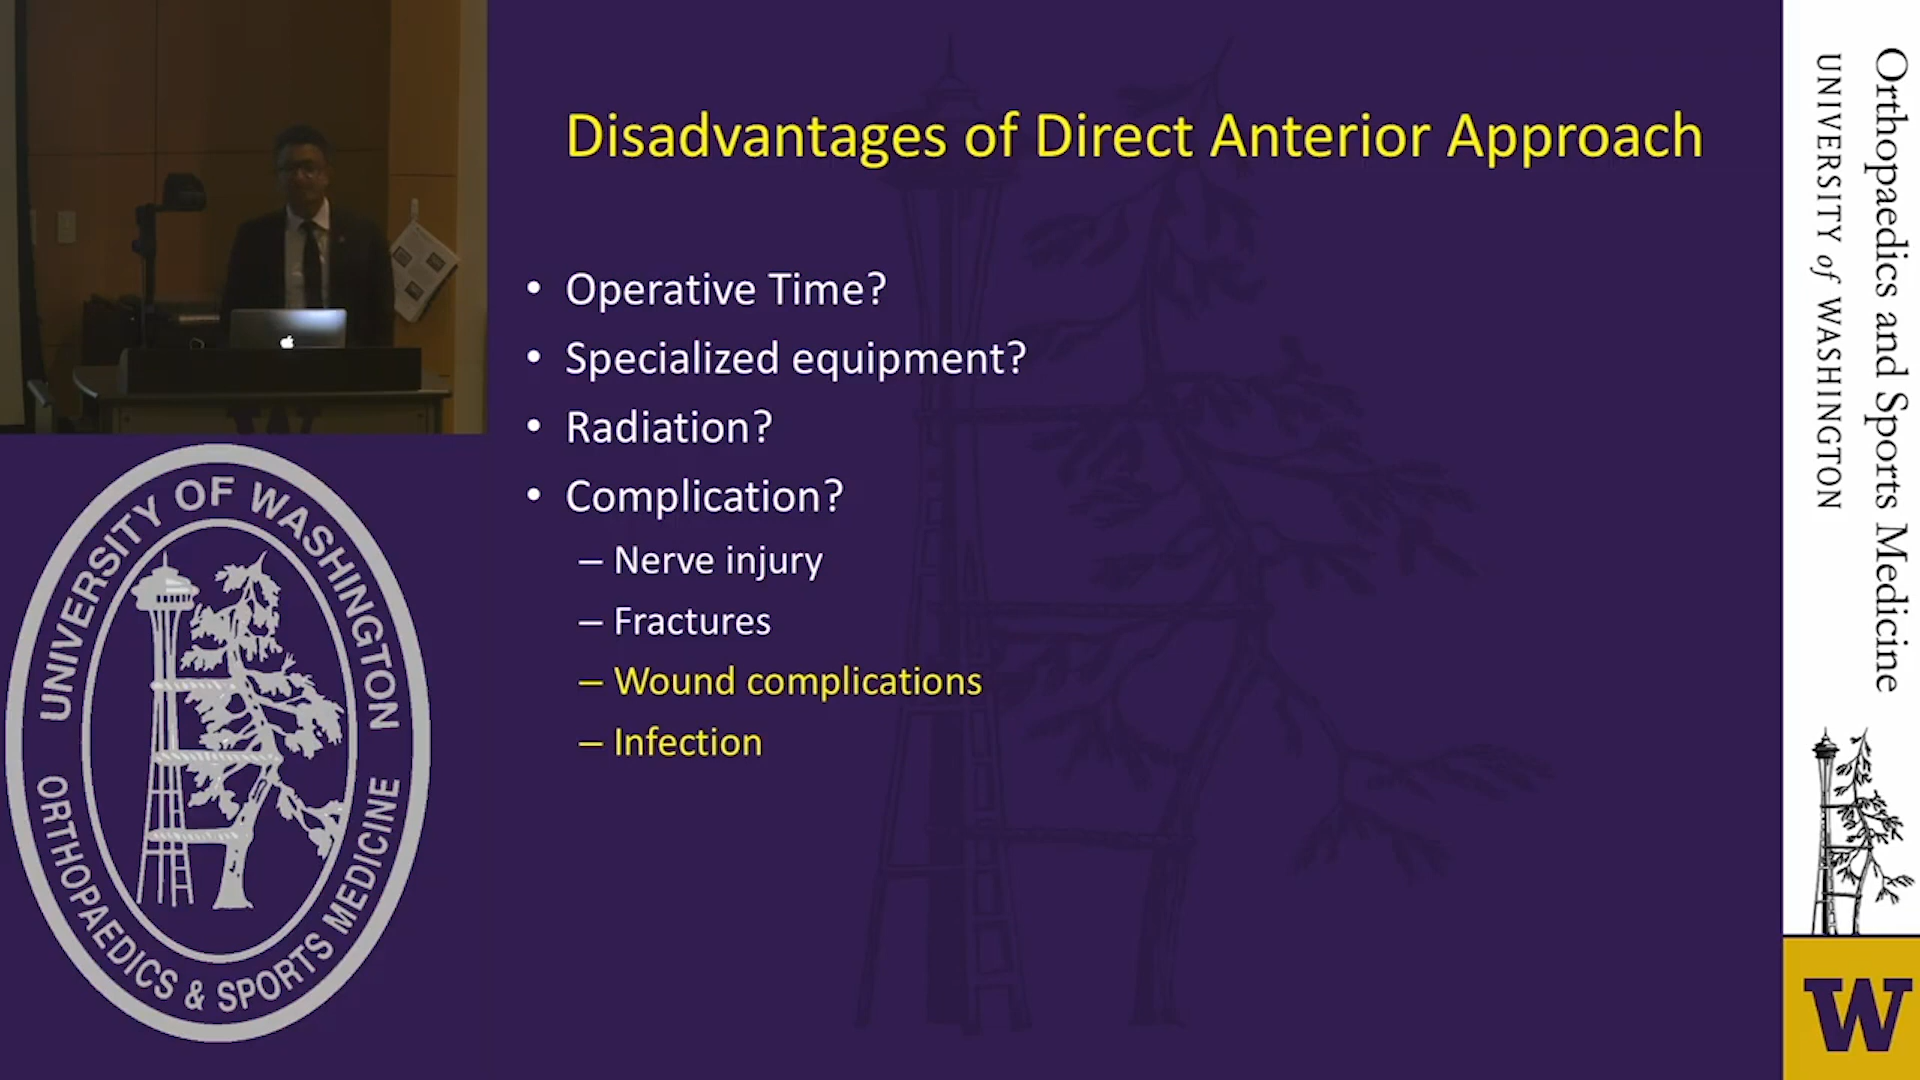 Disadvantages of Direct Anterior Approach
• Operative Time?
• Specialized equipment?
• Radiation?
• Complication?
– Nerve injury
– Fractures
– Wound complications
– Infection
UNIVERSITY OF WASHINGTON
ORTHOPAEDICS & SPORTS MEDICINE
Orthopaedics and Sports Medicine
UNIVERSITY of WASHINGTON
W